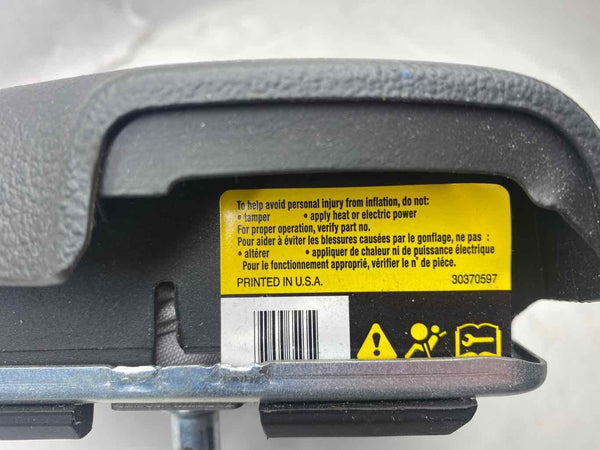 To help avoid personal injury from inflation, do not:
• tamper • apply heat or electric power
For proper operation, verify part no.
Pour aider à éviter les blessures causées par le gonflage, ne pas :
• altérer • appliquer de chaleur ni de puissance électrique
Pour le fonctionnement approprié, vérifier le n° de pièce.
PRINTED IN U.S.A. 30370597